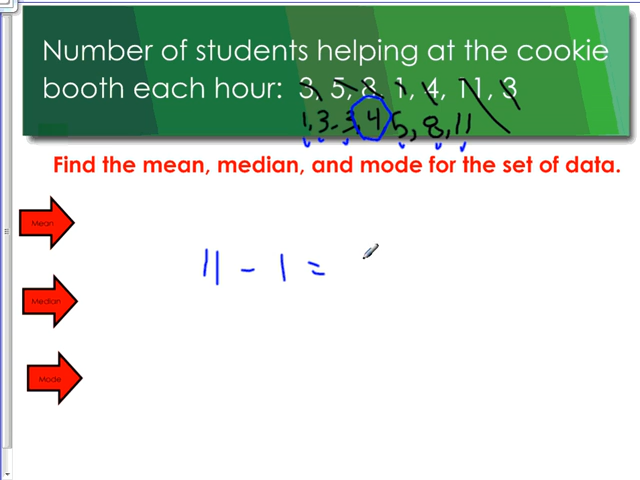 Number of students helping at the cookie
booth each hour: 3, 5, 8, 1, 4, 11, 3
1, 3, 3, 4 5, 8, 11
Find the mean, median, and mode for the set of data.
Mean
11 - 1 =
Median
Mode